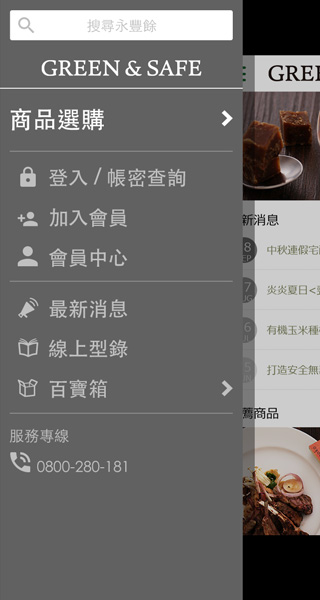 搜尋永豐餘
GREEN & SAFE
商品選購
登入 / 帳密查詢
加入會員
會員中心
最新消息
線上型錄
百寶箱
服務專線
0800-280-181
GREE
新消息
8
EP
中秋連假宅
7
UG
炎炎夏日<
6
有機玉米種
5
打造安全無
薦商品